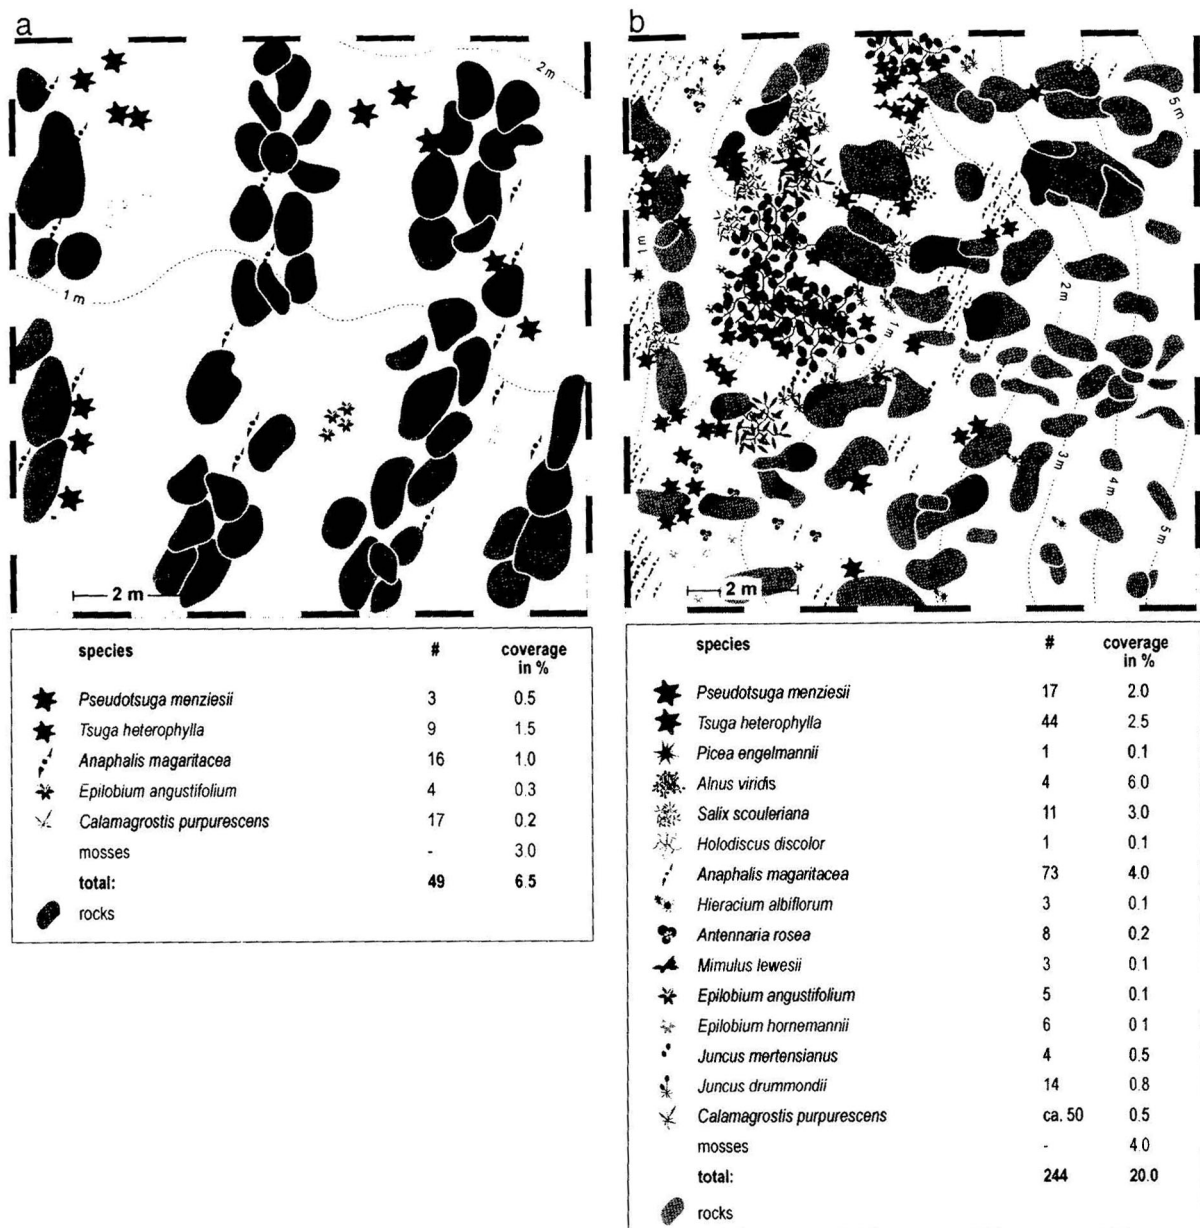 a
2 m
1 m
2 m
species # coverage in %
Pseudotsuga menziesii 3 0.5
Tsuga heterophylla 9 1.5
Anaphalis magaritacea 16 1.0
Epilobium angustifolium 4 0.3
Calamagrostis purpurescens 17 0.2
mosses - 3.0
total: 49 6.5
rocks
b
5 m
1 m
2 m
1 m
3 m
4 m
5 m
2 m
species # coverage in %
Pseudotsuga menziesii 17 2.0
Tsuga heterophylla 44 2.5
Picea engelmannii 1 0.1
Alnus viridis 4 6.0
Salix scouleriana 11 3.0
Holodiscus discolor 1 0.1
Anaphalis magaritacea 73 4.0
Hieracium albiflorum 3 0.1
Antennaria rosea 8 0.2
Mimulus lewesii 3 0.1
Epilobium angustifolium 5 0.1
Epilobium hornemannii 6 0 1
Juncus mertensianus 4 0.5
Juncus drummondii 14 0.8
Calamagrostis purpurescens ca. 50 0.5
mosses - 4.0
total: 244 20.0
rocks